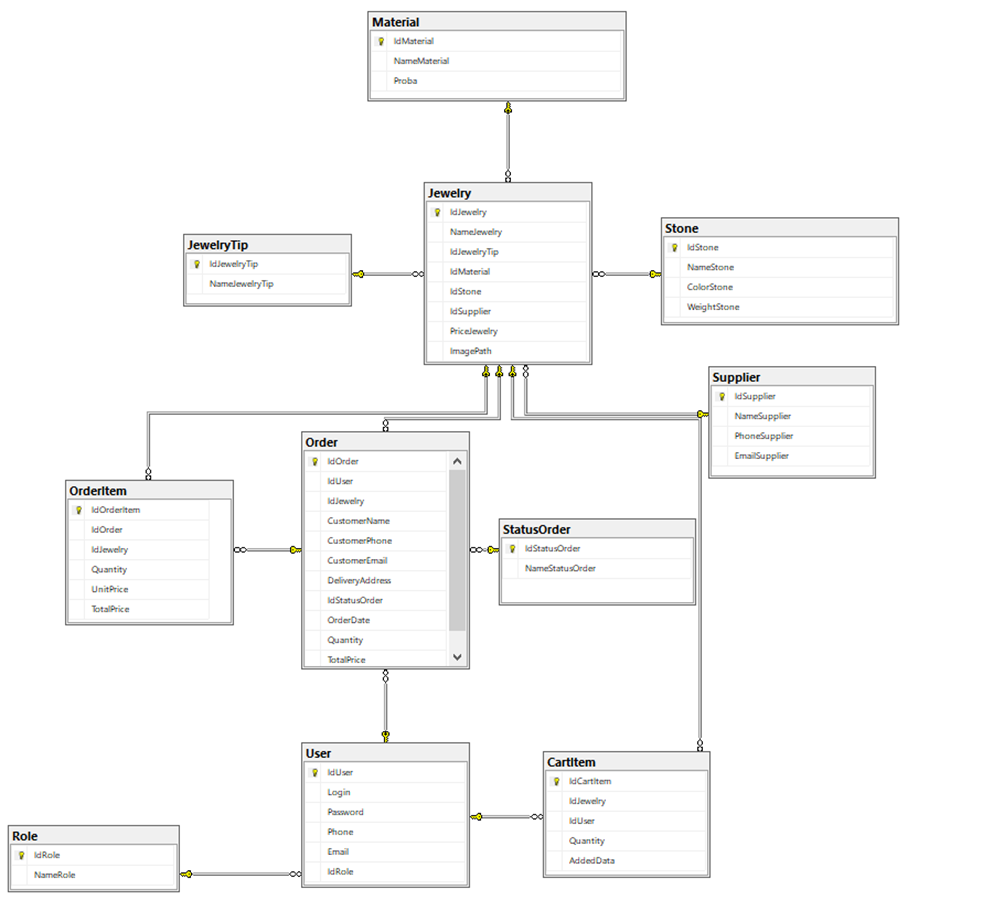 Material
IdMaterial
NameMaterial
Proba
Jewelry
IdJewelry
NameJewelry
IdJewelryTip
IdMaterial
IdStone
IdSupplier
PriceJewelry
ImagePath
JewelryTip
IdJewelryTip
NameJewelryTip
Stone
IdStone
NameStone
ColorStone
WeightStone
Supplier
IdSupplier
NameSupplier
PhoneSupplier
EmailSupplier
Order
IdOrder
IdUser
IdJewelry
CustomerName
CustomerPhone
CustomerEmail
DeliveryAddress
IdStatusOrder
OrderDate
Quantity
TotalPrice
OrderItem
IdOrderItem
IdOrder
IdJewelry
Quantity
UnitPrice
TotalPrice
StatusOrder
IdStatusOrder
NameStatusOrder
User
IdUser
Login
Password
Phone
Email
IdRole
CartItem
IdCartItem
IdJewelry
IdUser
Quantity
AddedData
Role
IdRole
NameRole